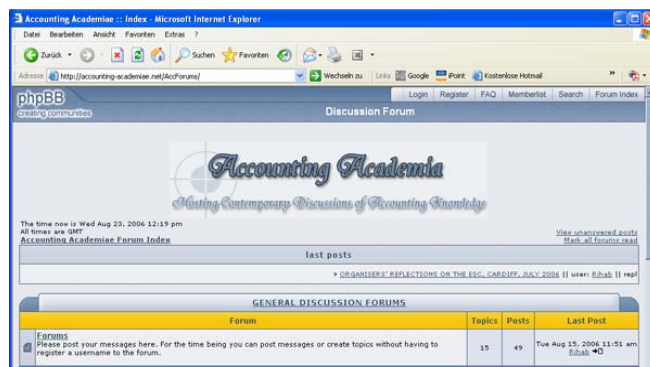 Accounting Academiae :: Index - Microsoft Internet Explorer
Datei Bearbeiten Ansicht Favoriten Extras ?
Zurück Suchen Favoriten
Adresse http://accounting-academiae.net/AccForums/ Wechseln zu Links Google iPoint Kostenlose Hotmail »
phpBB
creating communities
Login Register FAQ Memberlist Search Forum Index
Discussion Forum
Accounting Academia
Hosting Contemporary Discussions of Accounting Knowledge
The time now is Wed Aug 23, 2006 12:19 pm
All times are GMT
Accounting Academiae Forum Index
View unanswered posts
Mark all forums read
last posts
» ORGANISERS' REFLECTIONS ON THE ESC, CARDIFF, JULY 2006 || user: Rihab || repl
GENERAL DISCUSSION FORUMS
Forum Topics Posts Last Post
Forums
Please post your messages here. For the time being you can post messages or create topics without having to
register a username to the forum.
15 49
Tue Aug 15, 2006 11:51 am
Rihab